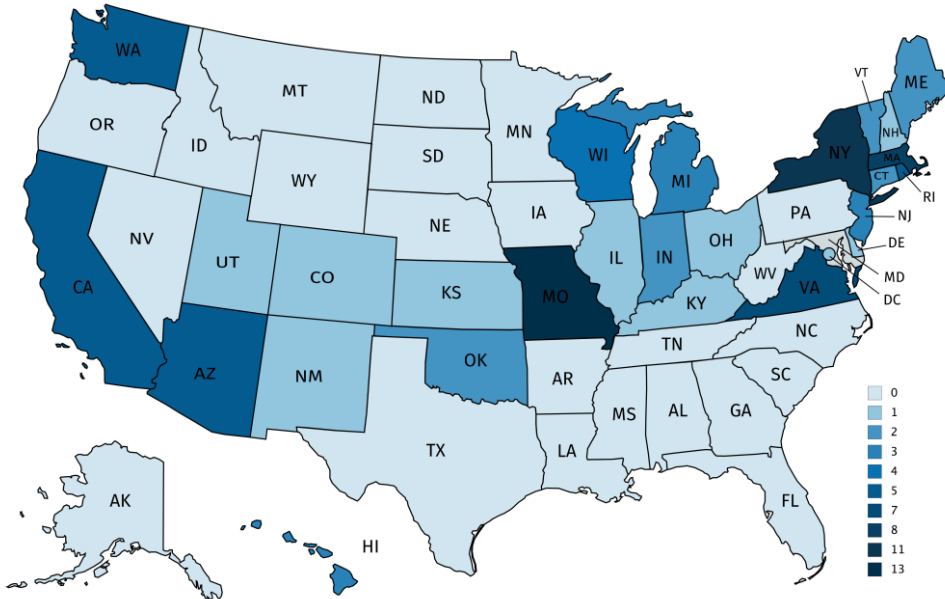 WA
MT
ND
MN
VT
ME
OR
ID
SD
WI
MI
NY
NH
MA
CT
RI
WY
NE
IA
PA
NJ
NV
UT
CO
KS
IL
IN
OH
WV
DE
MD
DC
CA
MO
KY
VA
AZ
NM
OK
AR
TN
NC
SC
MS
AL
GA
TX
LA
FL
AK
HI
0
1
2
3
4
5
7
8
11
13